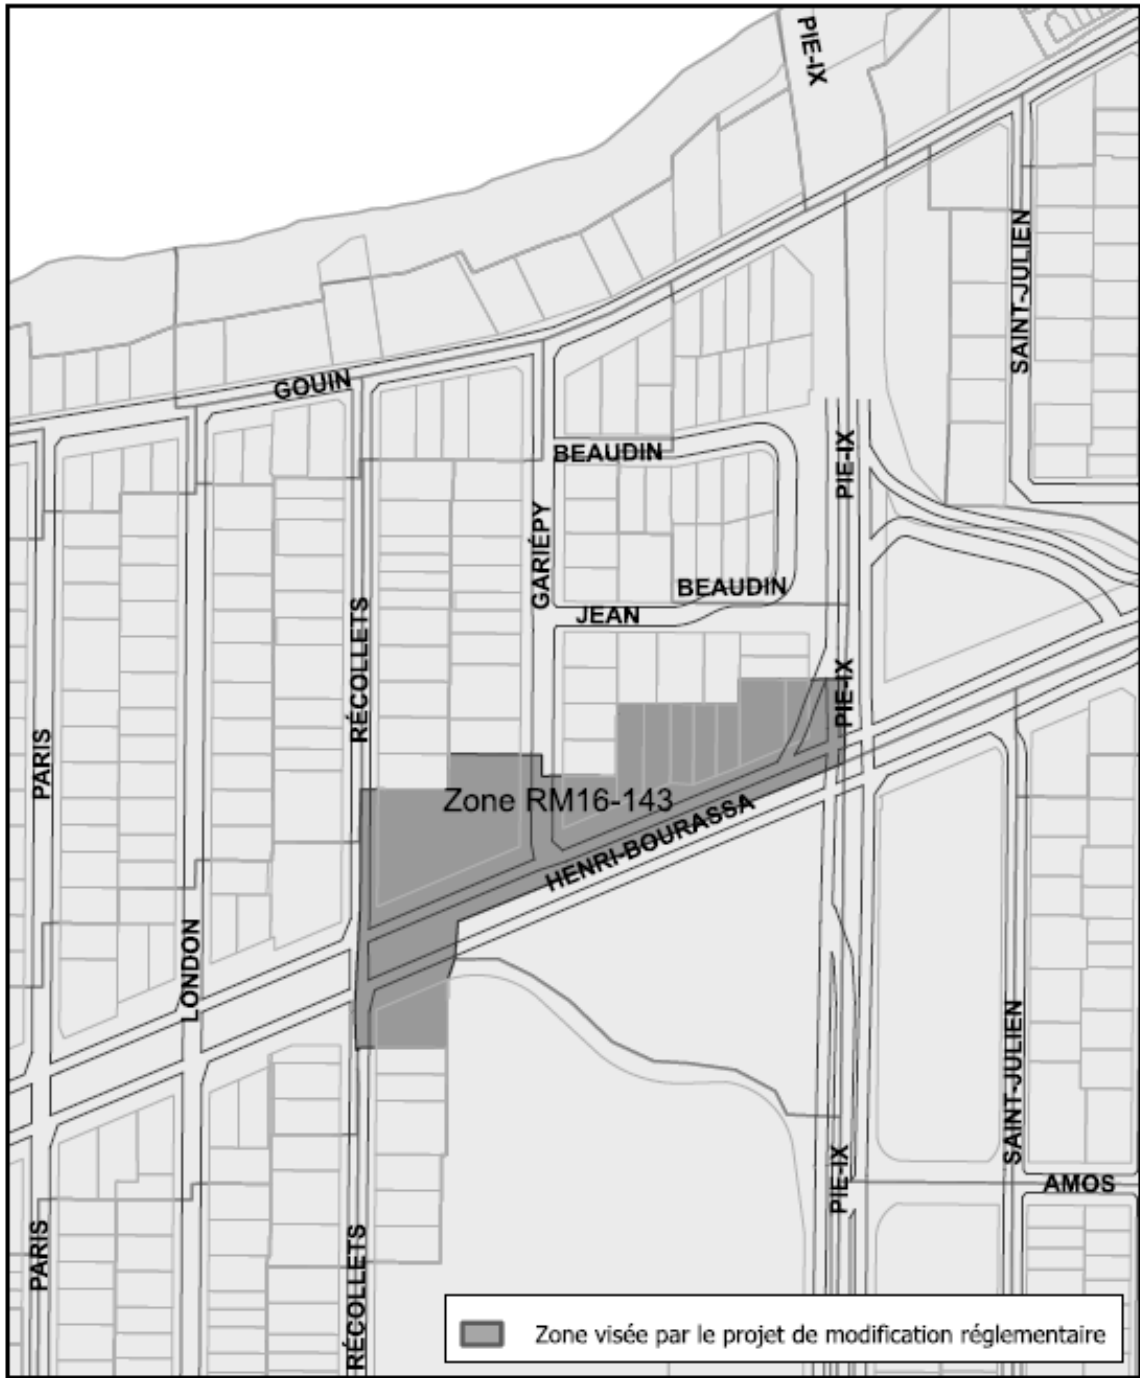 PIE-IX
SAINT-JULIEN
GOUIN
BEAUDIN
PIE-IX
GARIÉPY
BEAUDIN
JEAN
RÉCOLLETS
PIE-IX
PARIS
Zone RM16-143
HENRI-BOURASSA
LONDON
SAINT-JULIEN
PIE-IX
AMOS
PARIS
RÉCOLLETS
Zone visée par le projet de modification réglementaire